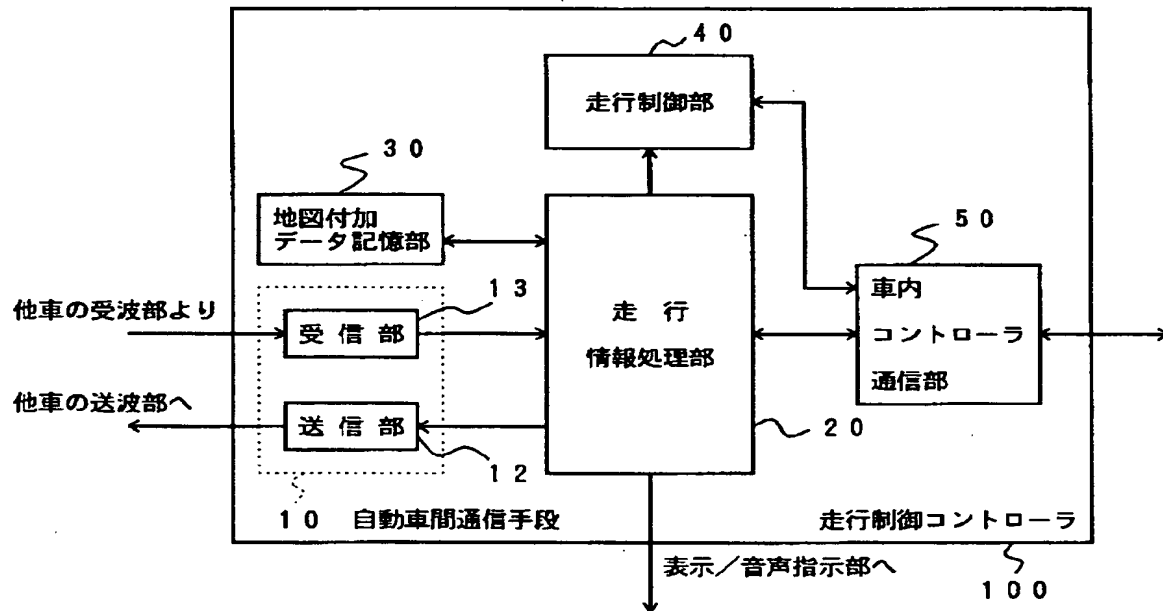 ４０
走行制御部
３０
地図付加
データ記憶部
５０
車内
コントローラ
通信部
他車の受波部より
１３
受信部
走 行
情報処理部
他車の送波部へ
送信部
２０
１２
１０ 自動車間通信手段
走行制御コントローラ
表示／音声指示部へ
１００